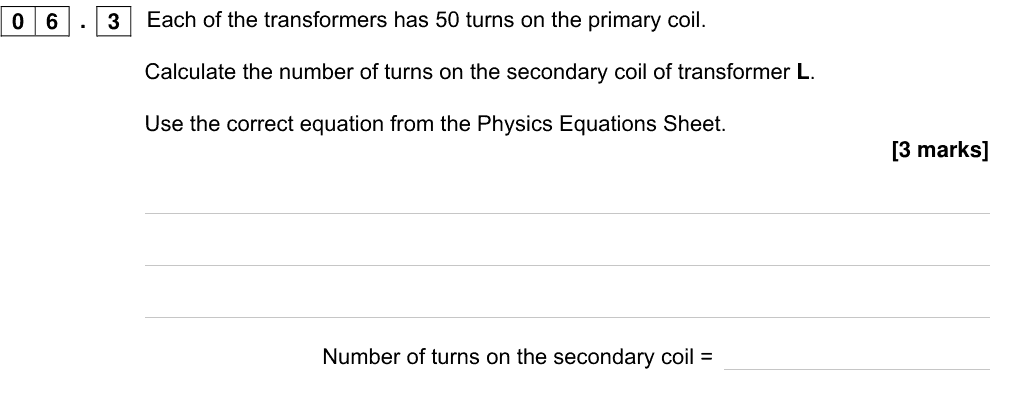 06.3 Each of the transformers has 50 turns on the primary coil.
Calculate the number of turns on the secondary coil of transformer L.
Use the correct equation from the Physics Equations Sheet.
[3 marks]
Number of turns on the secondary coil =